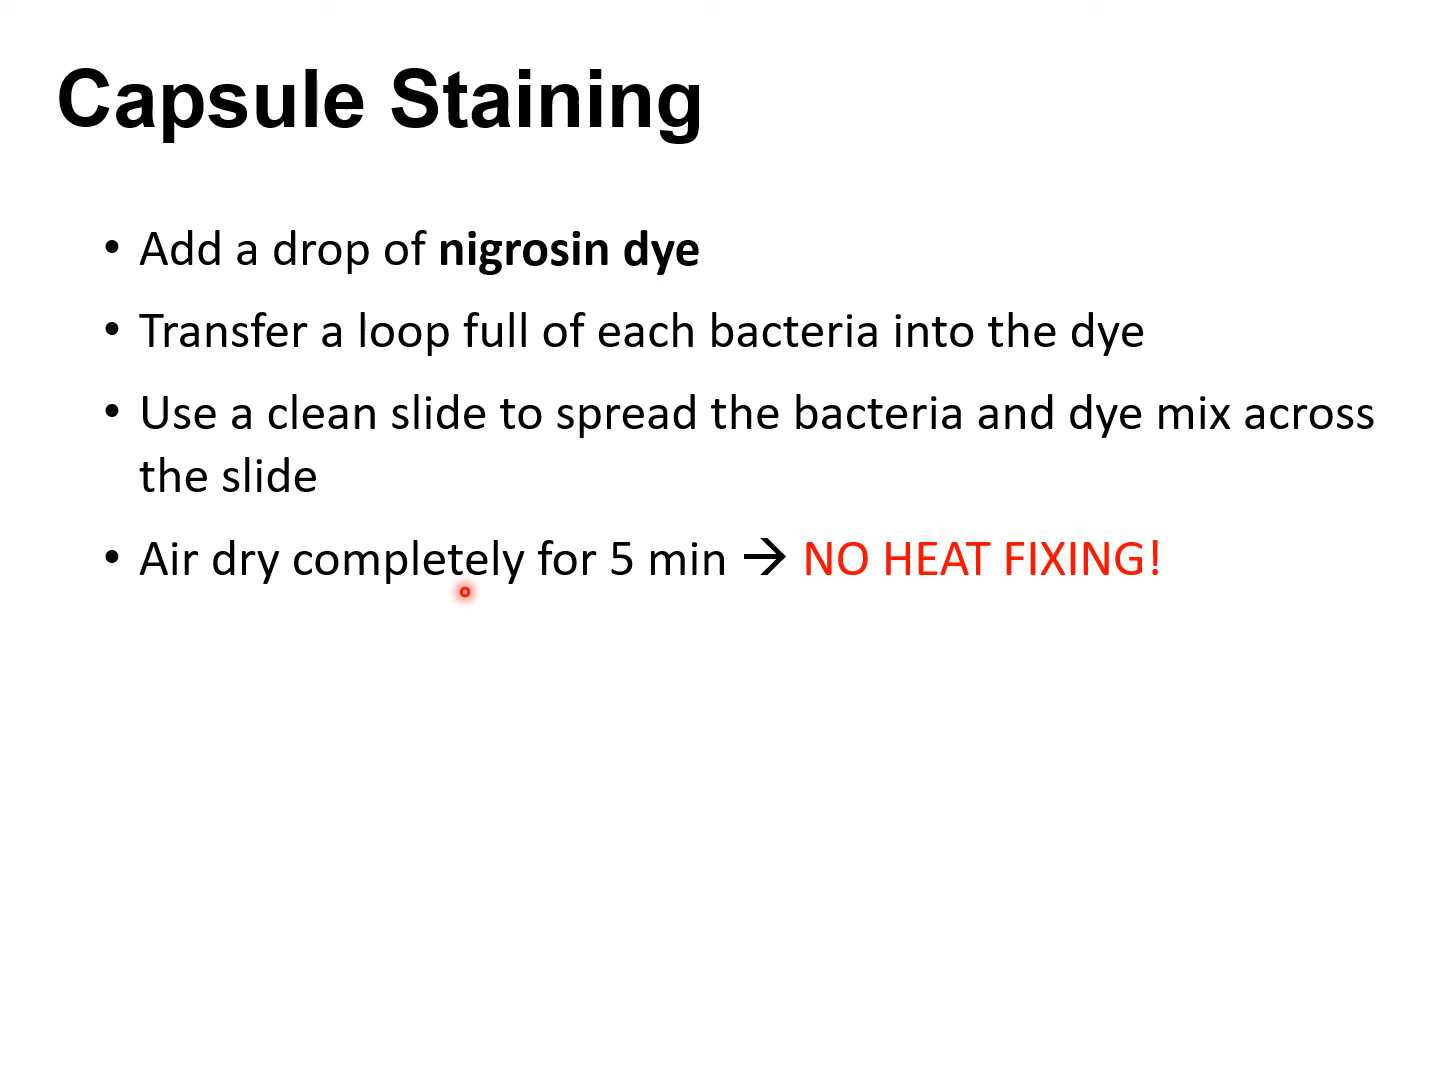 Capsule Staining
• Add a drop of nigrosin dye
• Transfer a loop full of each bacteria into the dye
• Use a clean slide to spread the bacteria and dye mix across
the slide
• Air dry completely for 5 min → NO HEAT FIXING!